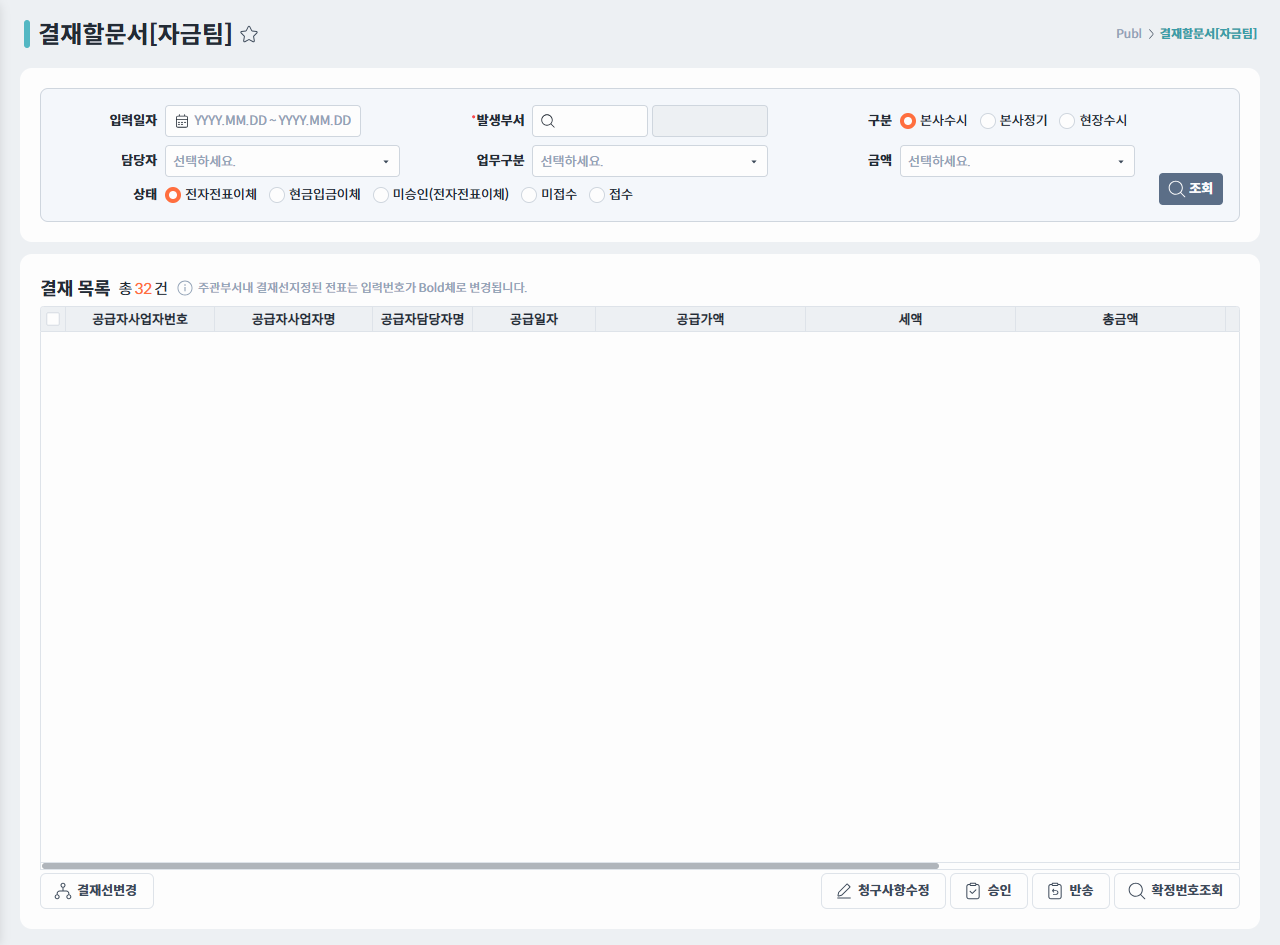 결재할문서[자금팀]
Publ > 결재할문서[자금팀]
입력일자 YYYY.MM.DD ~ YYYY.MM.DD *발생부서 구분 본사수시 본사정기 현장수시
담당자 선택하세요. 업무구분 선택하세요. 금액 선택하세요.
상태 전자전표이체 현금입금이체 미승인(전자전표이체) 미접수 접수
조회
결재 목록 총 32 건 주관부서내 결재선지정된 전표는 입력번호가 Bold체로 변경됩니다.
공급자사업자번호 공급자사업자명 공급자담당자명 공급일자 공급가액 세액 총금액
결재선변경 청구사항수정 승인 반송 확정번호조회